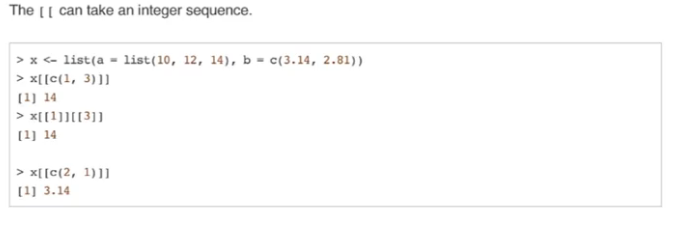 The [[ can take an integer sequence.
> x <- list(a = list(10, 12, 14), b = c(3.14, 2.81))
> x[[c(1, 3)]]
[1] 14
> x[[1]][[3]]
[1] 14
> x[[c(2, 1)]]
[1] 3.14